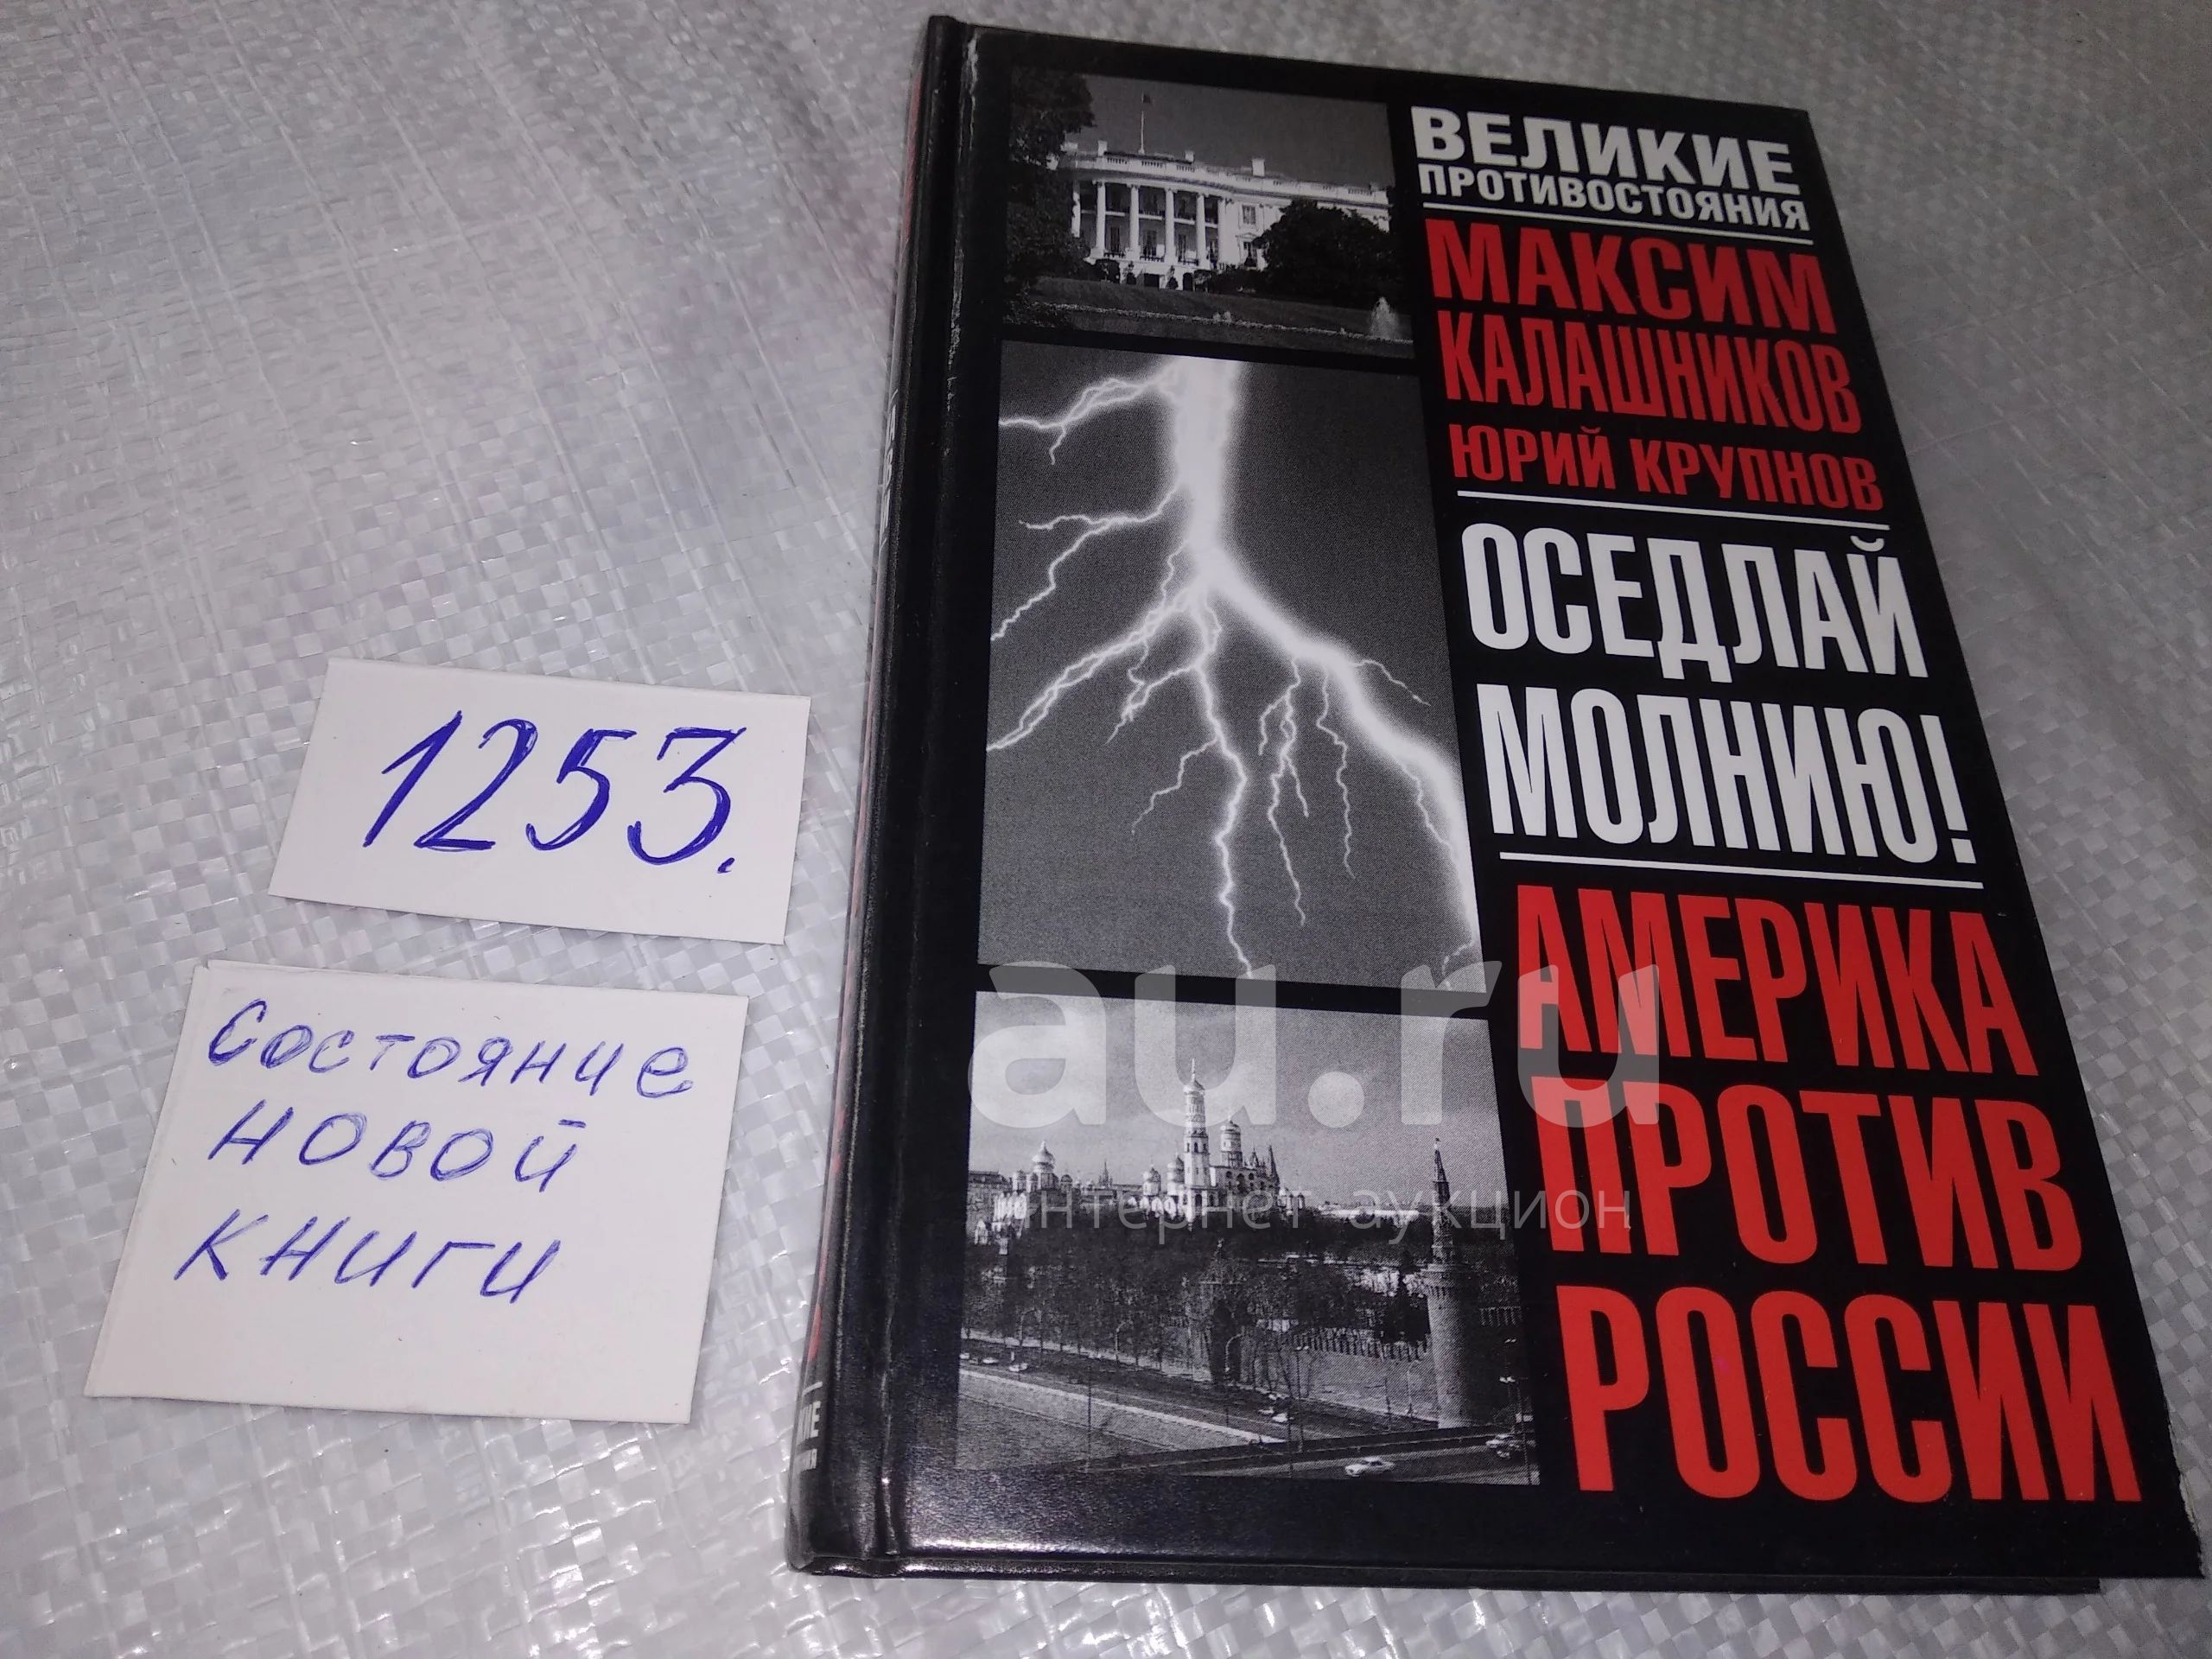 ВЕЛИКИЕ
ПРОТИВОСТОЯНИЯ
МАКСИМ
КАЛАШНИКОВ
ЮРИЙ КРУПНОВ
ОСЕДЛАЙ
МОЛНИЮ!
АМЕРИКА
ПРОТИВ
РОССИИ
1253.
Состояние
новой
книги
au.ru
интернет аукцион